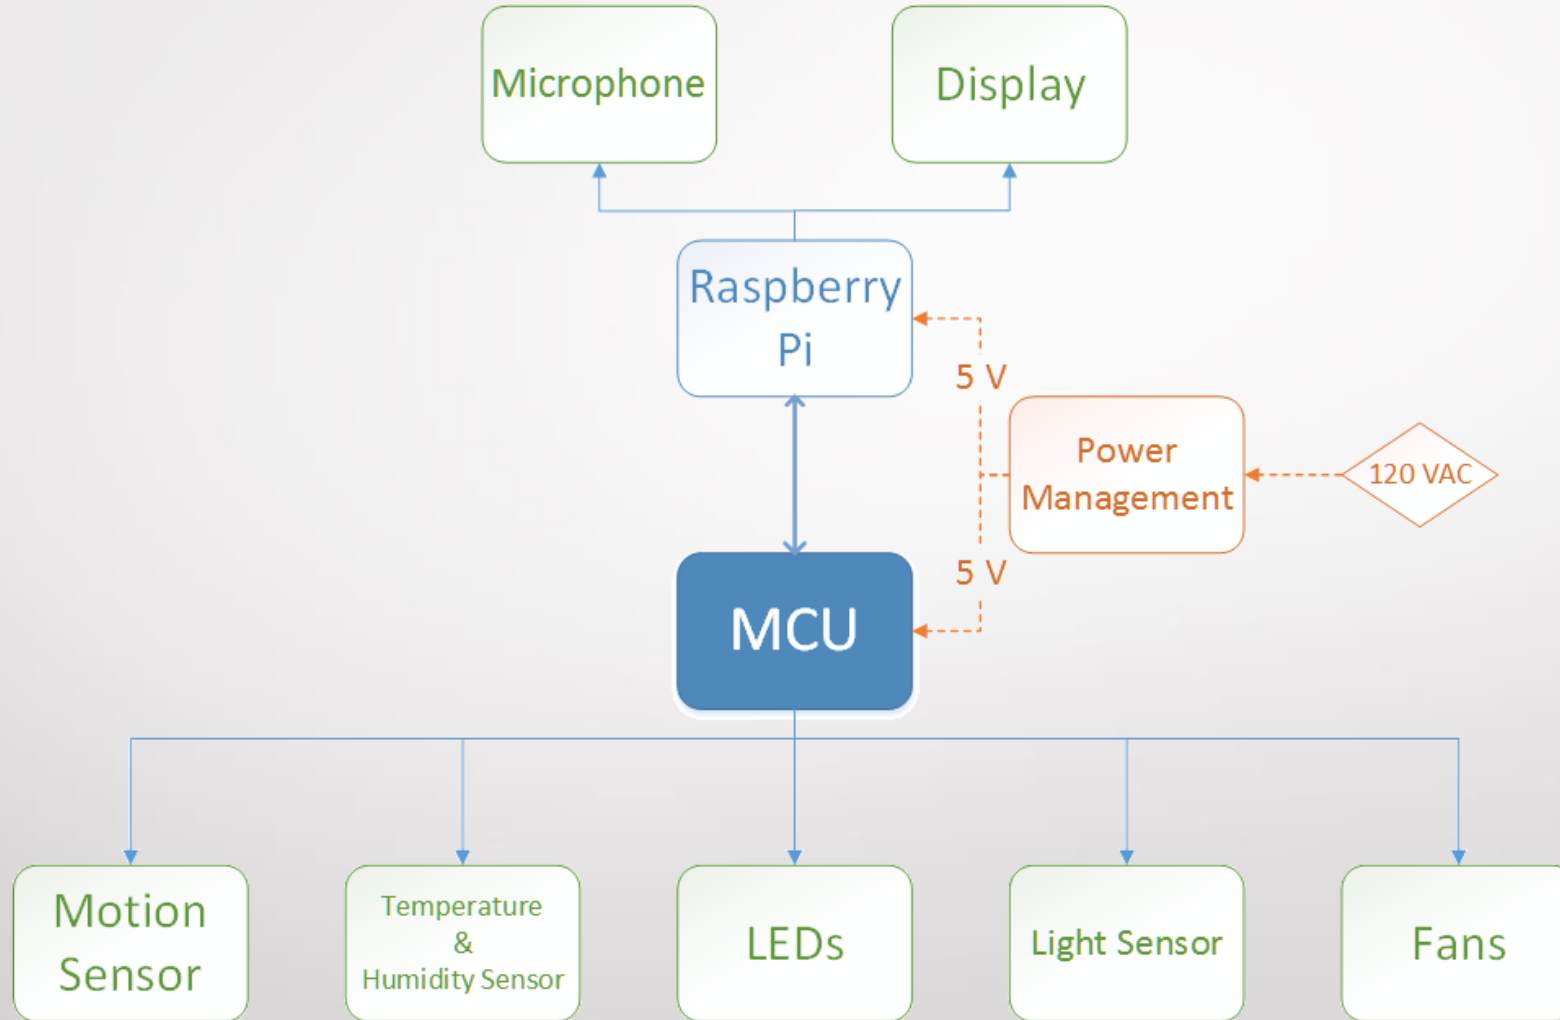 Microphone
Display
Raspberry
Pi
5 V
Power
Management
120 VAC
5 V
MCU
Motion
Sensor
Temperature
&
Humidity Sensor
LEDs
Light Sensor
Fans